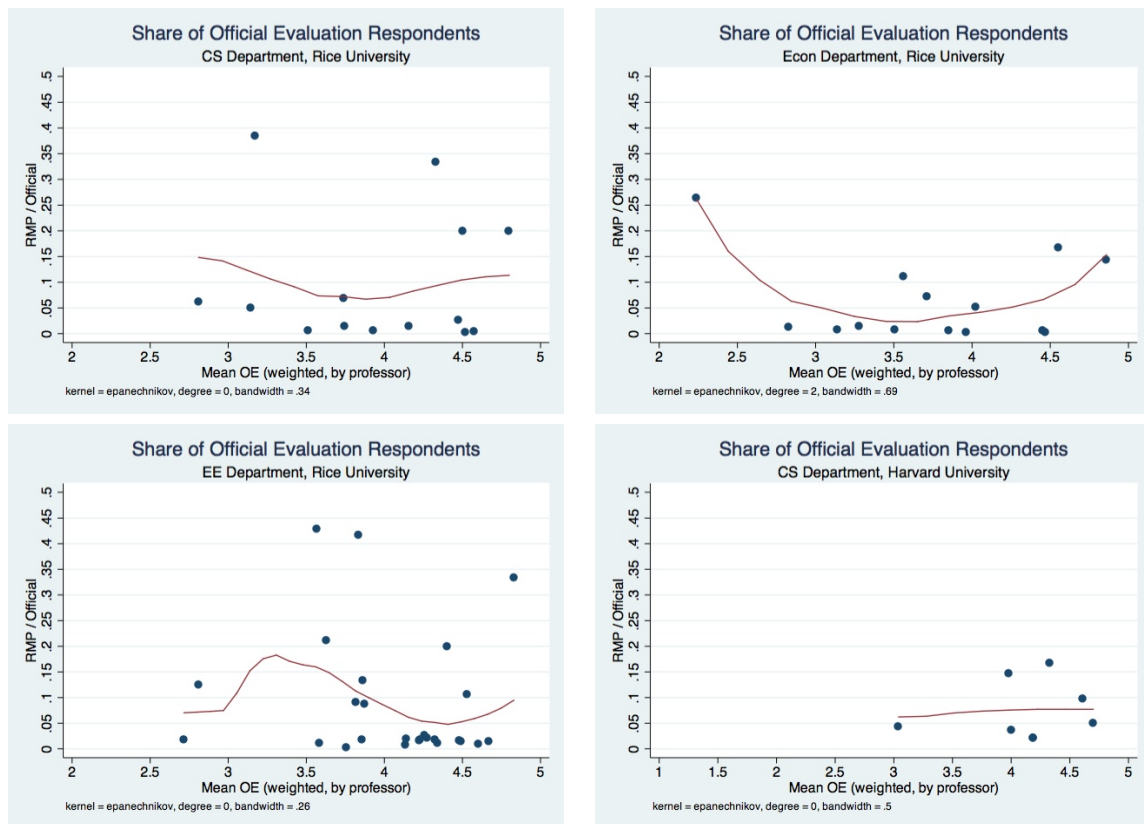 Share of Official Evaluation Respondents
CS Department, Rice University
RMP / Official
0 .05 .1 .15 .2 .25 .3 .35 .4 .45 .5
2 2.5 3 3.5 4 4.5 5
Mean OE (weighted, by professor)
kernel = epanechnikov, degree = 0, bandwidth = .34
Share of Official Evaluation Respondents
Econ Department, Rice University
RMP / Official
0 .05 .1 .15 .2 .25 .3 .35 .4 .45 .5
2 2.5 3 3.5 4 4.5 5
Mean OE (weighted, by professor)
kernel = epanechnikov, degree = 2, bandwidth = .69
Share of Official Evaluation Respondents
EE Department, Rice University
RMP / Official
0 .05 .1 .15 .2 .25 .3 .35 .4 .45 .5
2 2.5 3 3.5 4 4.5 5
Mean OE (weighted, by professor)
kernel = epanechnikov, degree = 0, bandwidth = .26
Share of Official Evaluation Respondents
CS Department, Harvard University
RMP / Official
0 .05 .1 .15 .2 .25 .3 .35 .4 .45 .5
1 1.5 2 2.5 3 3.5 4 4.5 5
Mean OE (weighted, by professor)
kernel = epanechnikov, degree = 0, bandwidth = .5